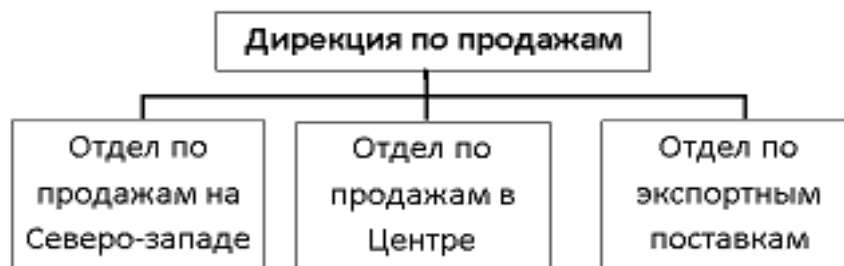 Дирекция по продажам
Отдел по
продажам на
Северо-западе
Отдел по
продажам в
Центре
Отдел по
экспортным
поставкам